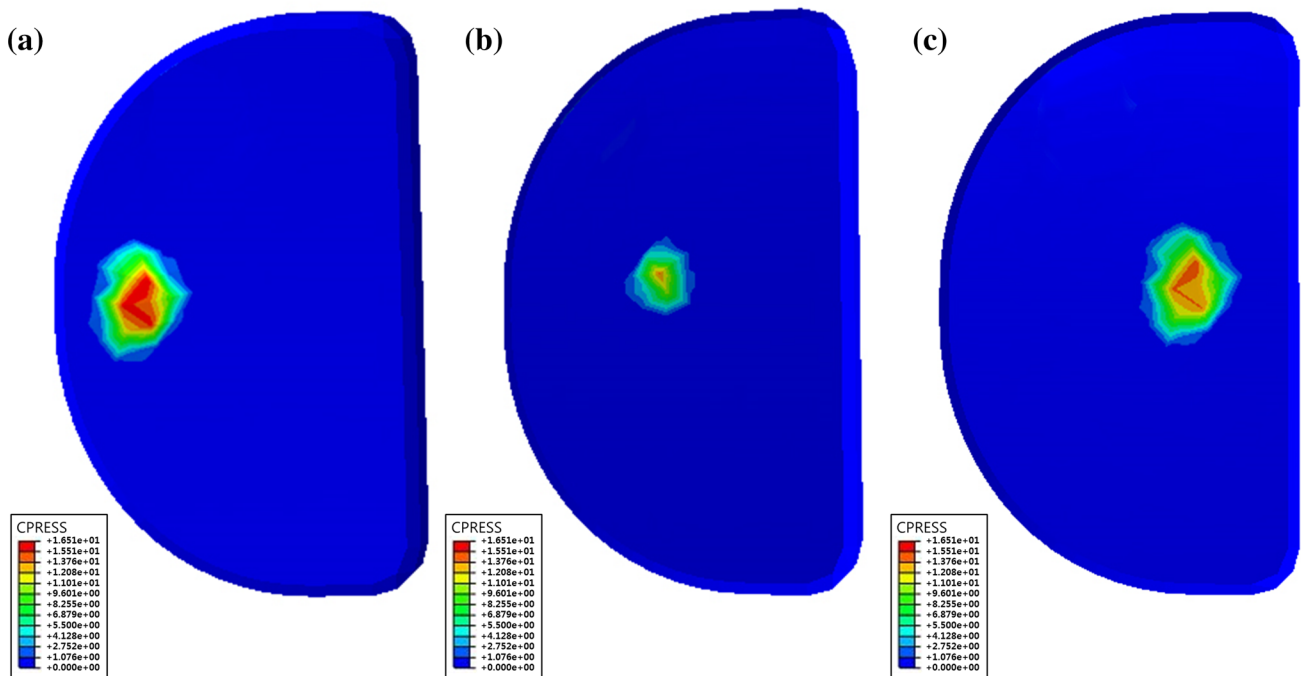 (a)
(b)
(c)
CPRESS
+1.651e+01
+1.551e+01
+1.376e+01
+1.208e+01
+1.101e+01
+9.601e+00
+8.255e+00
+6.879e+00
+5.500e+00
+4.128e+00
+2.752e+00
+1.076e+00
+0.000e+00
CPRESS
+1.651e+01
+1.551e+01
+1.376e+01
+1.208e+01
+1.101e+01
+9.601e+00
+8.255e+00
+6.879e+00
+5.500e+00
+4.128e+00
+2.752e+00
+1.076e+00
+0.000e+00
CPRESS
+1.651e+01
+1.551e+01
+1.376e+01
+1.208e+01
+1.101e+01
+9.601e+00
+8.255e+00
+6.879e+00
+5.500e+00
+4.128e+00
+2.752e+00
+1.076e+00
+0.000e+00